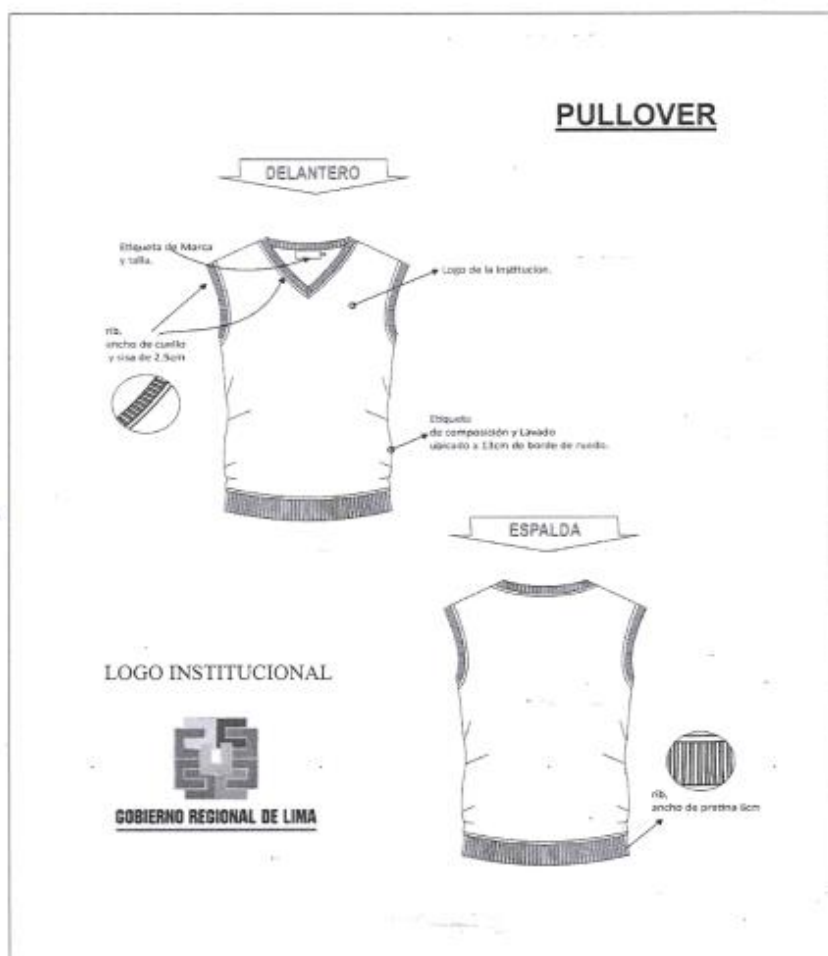 PULLOVER
DELANTERO
Etiqueta de Marca
y talla.
Logo de la Institucion.
rib.
ancho de cuello
y sisa de 2.5cm
Etiqueta
de composición y Lavado
ubicado a 13cm de borde de ruedo.
ESPALDA
LOGO INSTITUCIONAL
GOBIERNO REGIONAL DE LIMA
rib.
ancho de pretina 6cm